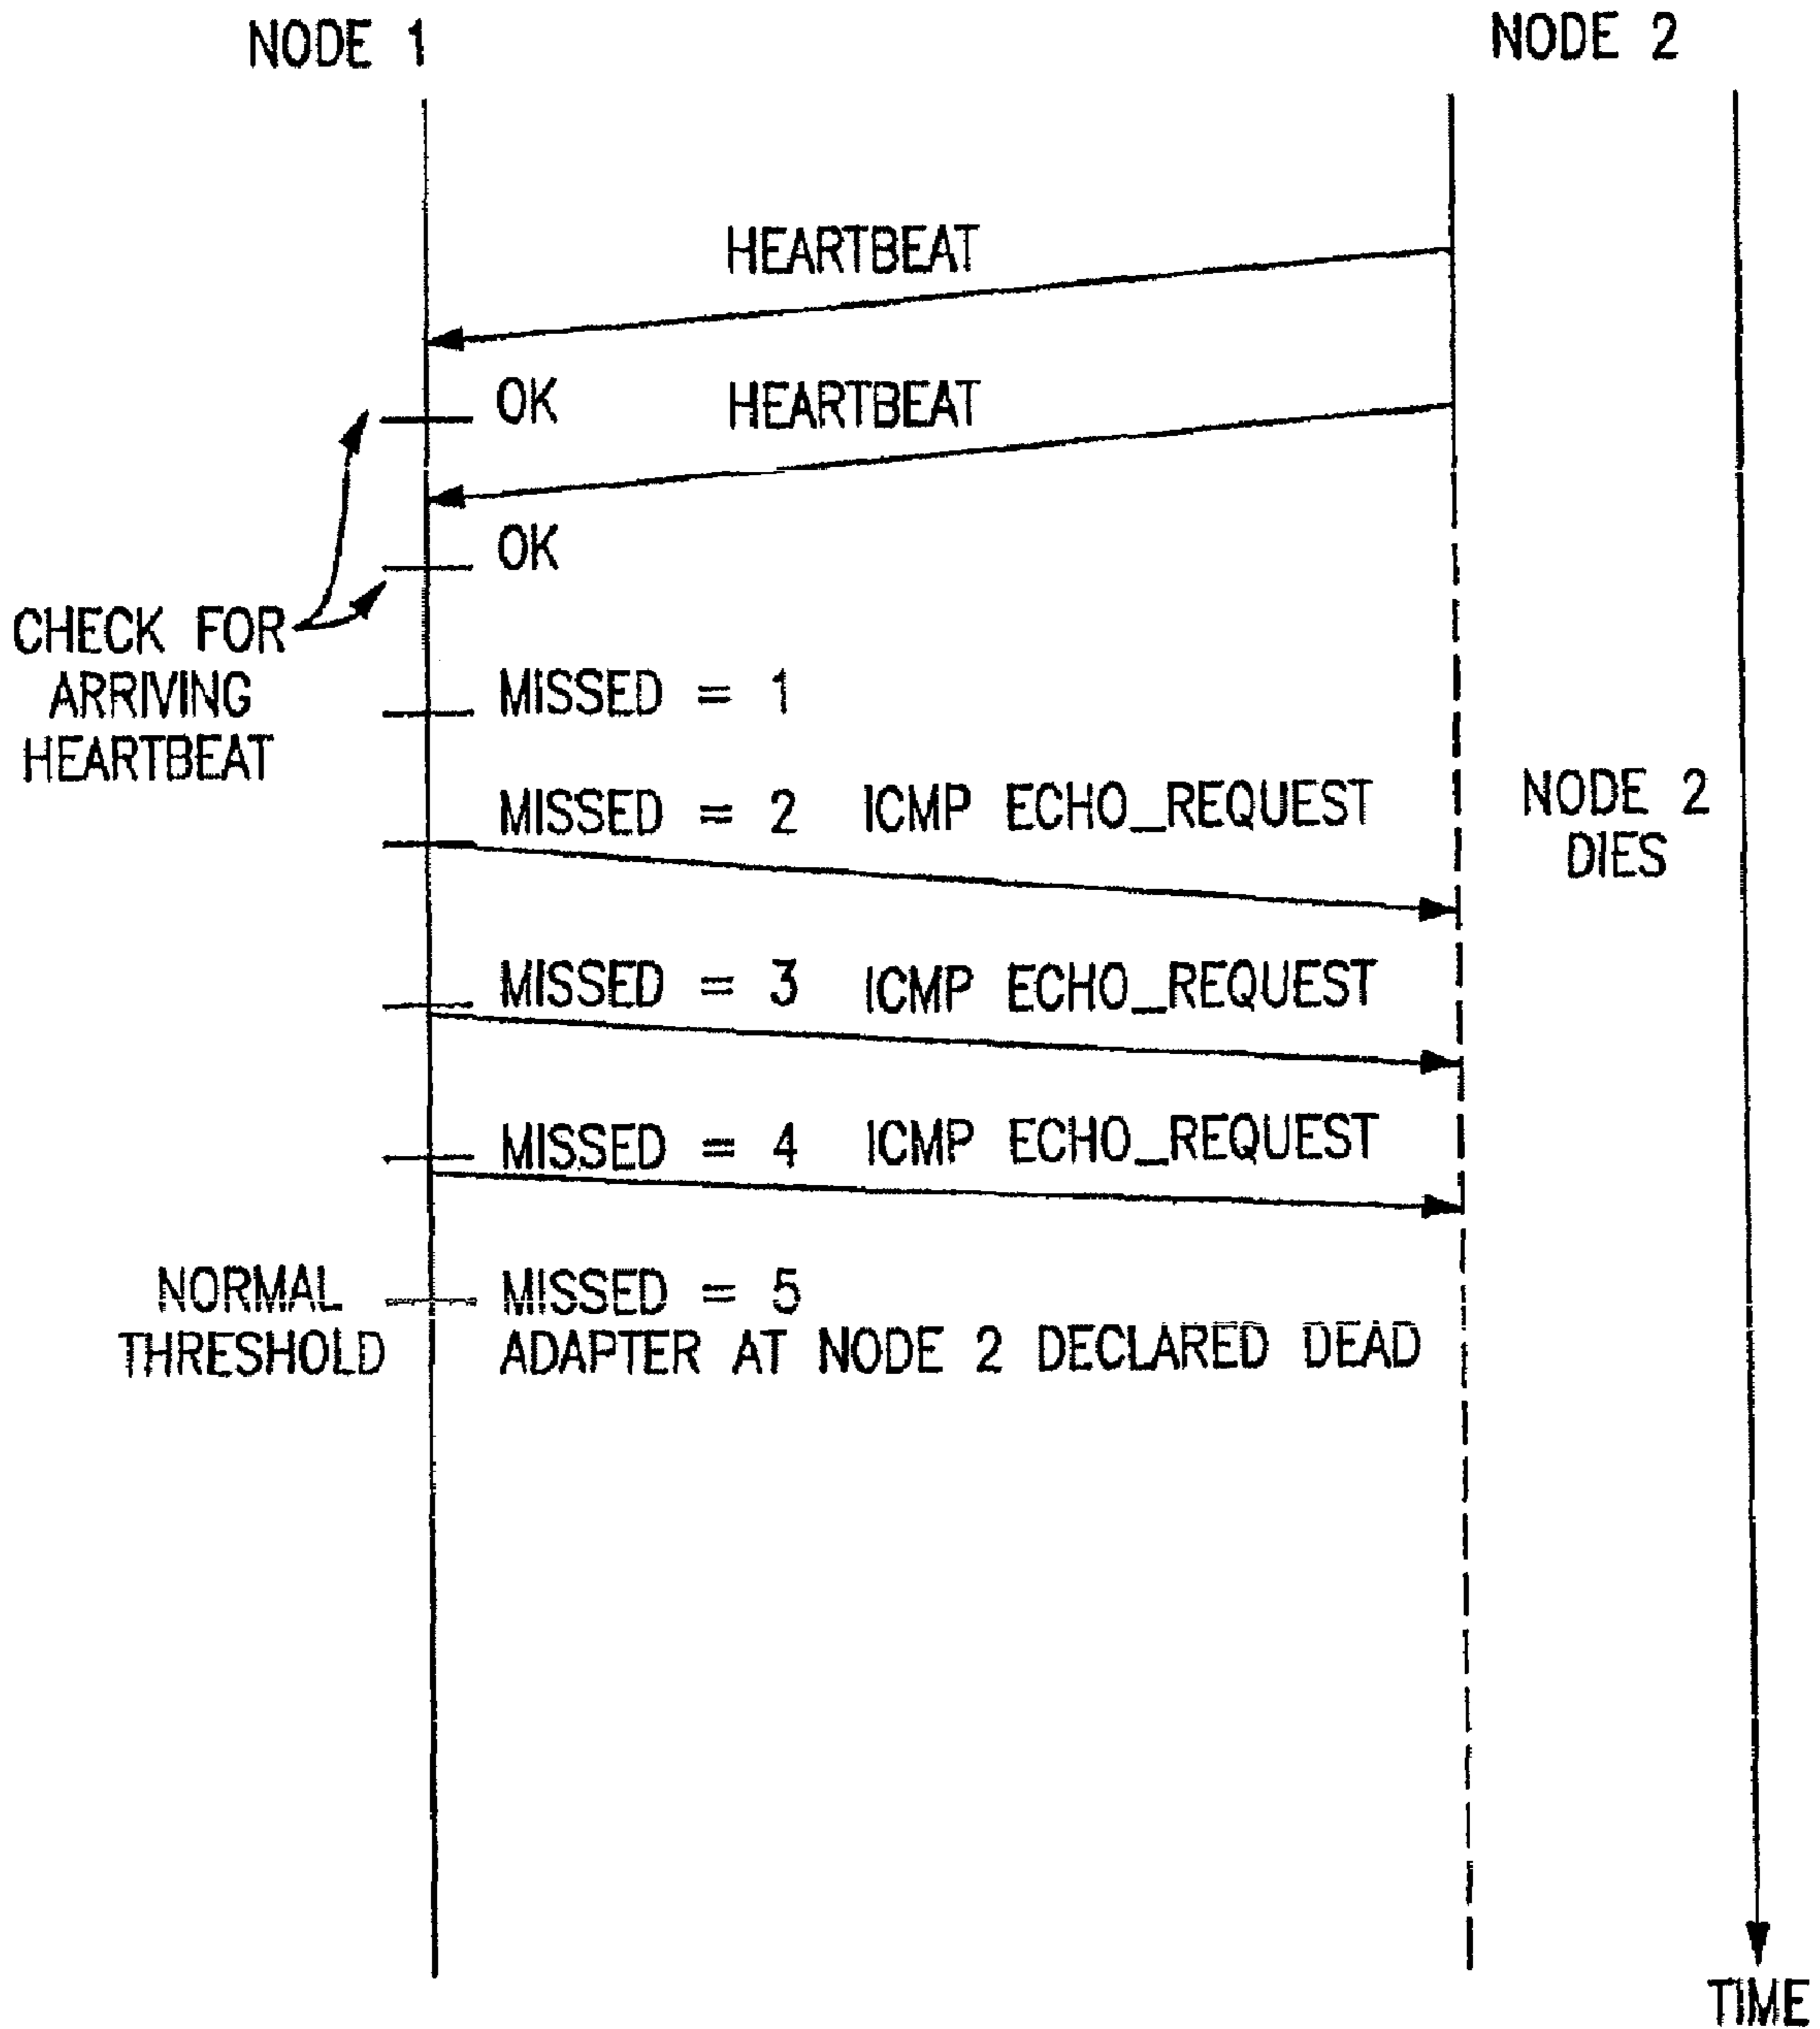 NODE 1
NODE 2
HEARTBEAT
OK
HEARTBEAT
OK
CHECK FOR
ARRIVING
HEARTBEAT
MISSED = 1
MISSED = 2 ICMP ECHO_REQUEST
NODE 2
DIES
MISSED = 3 ICMP ECHO_REQUEST
MISSED = 4 ICMP ECHO_REQUEST
NORMAL
THRESHOLD
MISSED = 5
ADAPTER AT NODE 2 DECLARED DEAD
TIME